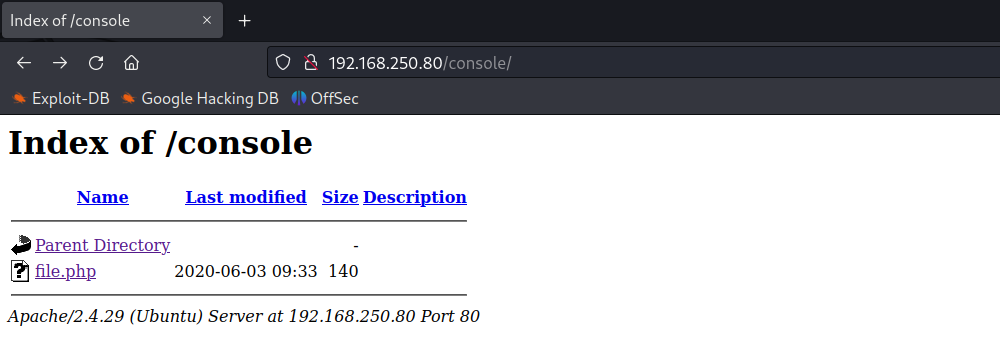 Index of /console
192.168.250.80/console/
Exploit-DB Google Hacking DB OffSec
Index of /console
Name Last modified Size Description
Parent Directory -
file.php 2020-06-03 09:33 140
Apache/2.4.29 (Ubuntu) Server at 192.168.250.80 Port 80